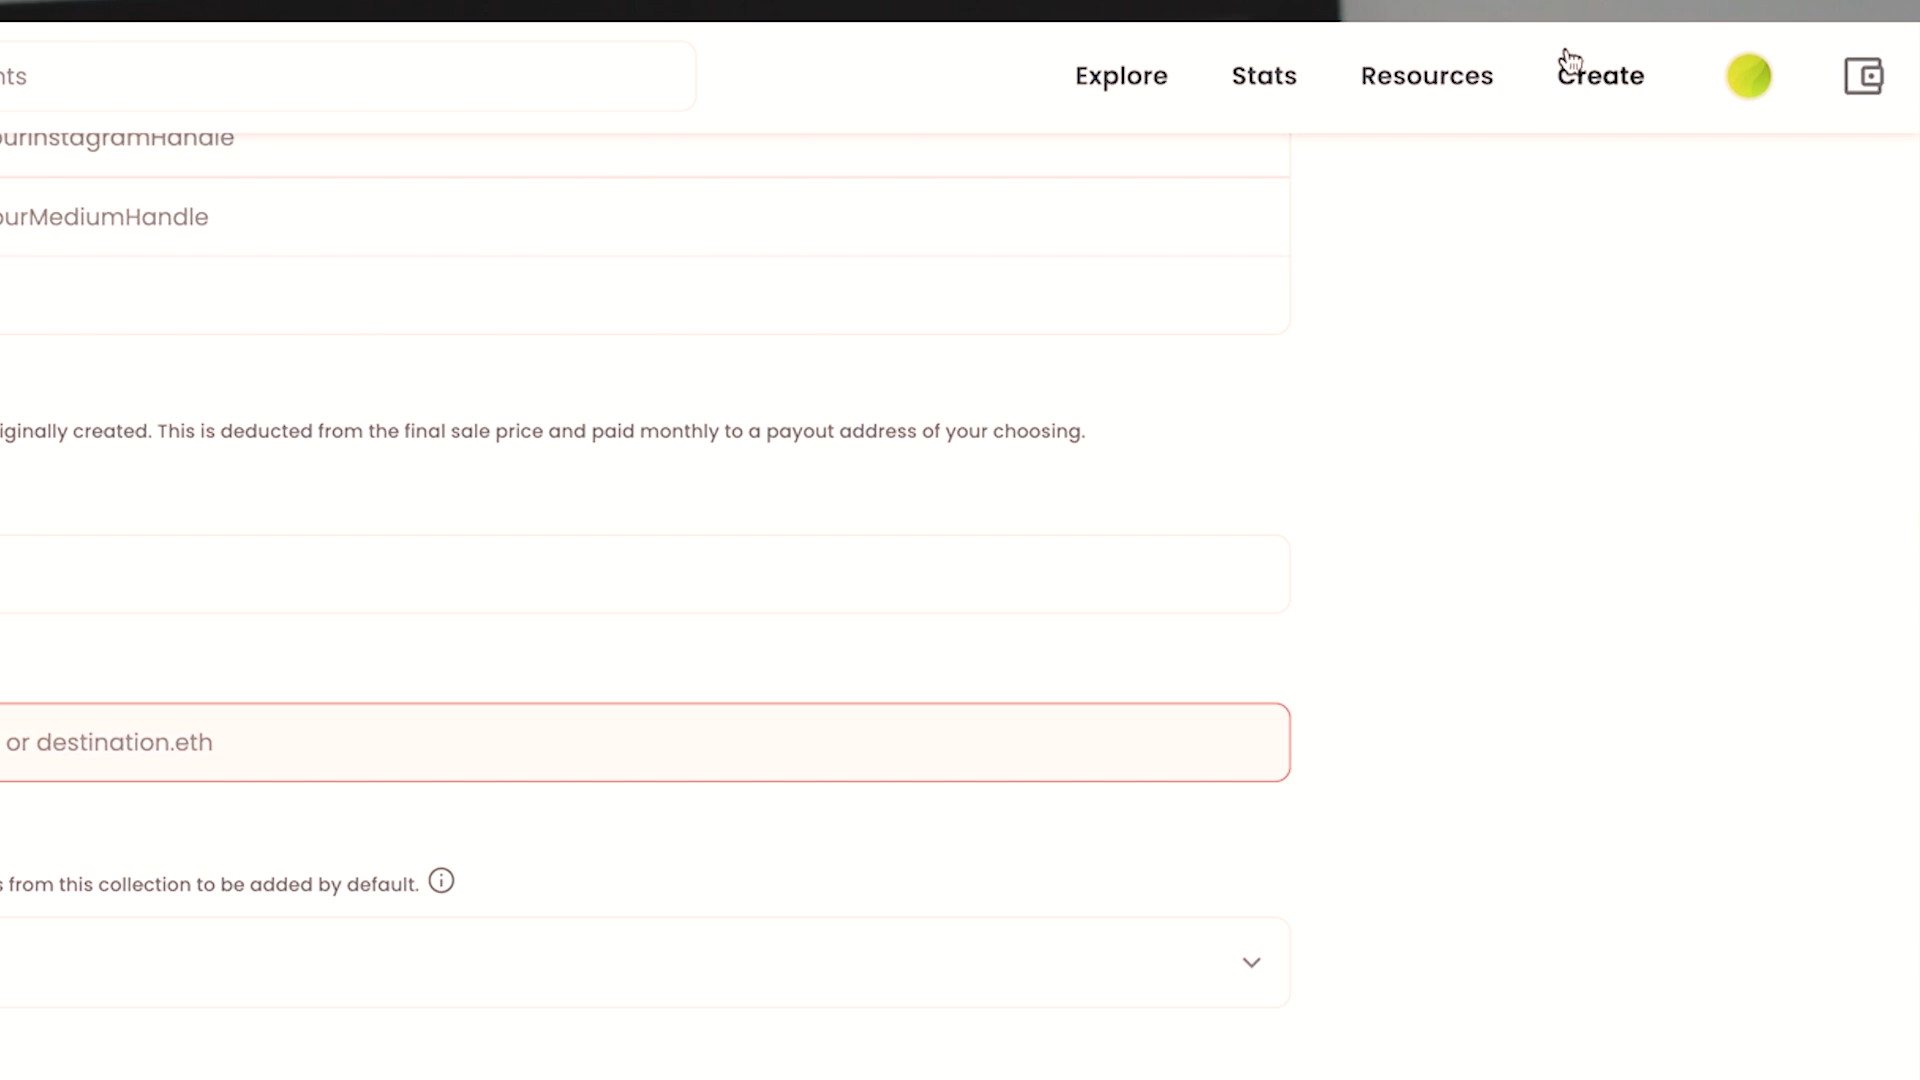 nts
Explore Stats Resources Create
ourInstagramHandle
ourMediumHandle
iginally created. This is deducted from the final sale price and paid monthly to a payout address of your choosing.
or destination.eth
s from this collection to be added by default.